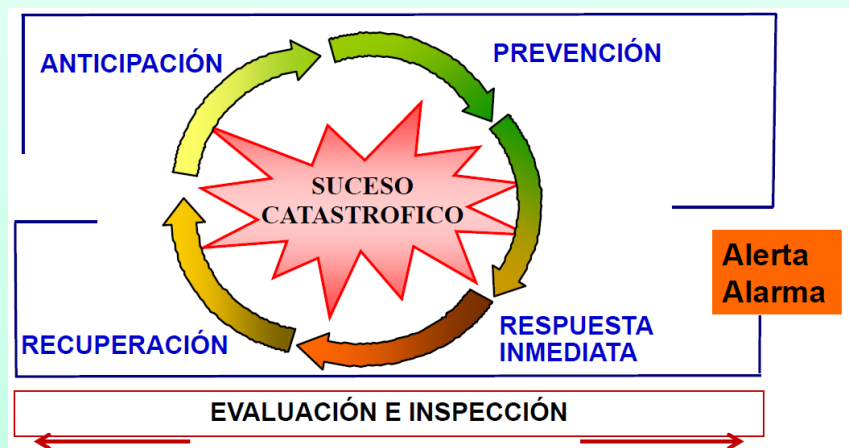 ANTICIPACIÓN
PREVENCIÓN
SUCESO
CATASTROFICO
Alerta
Alarma
RECUPERACIÓN
RESPUESTA
INMEDIATA
EVALUACIÓN E INSPECCIÓN